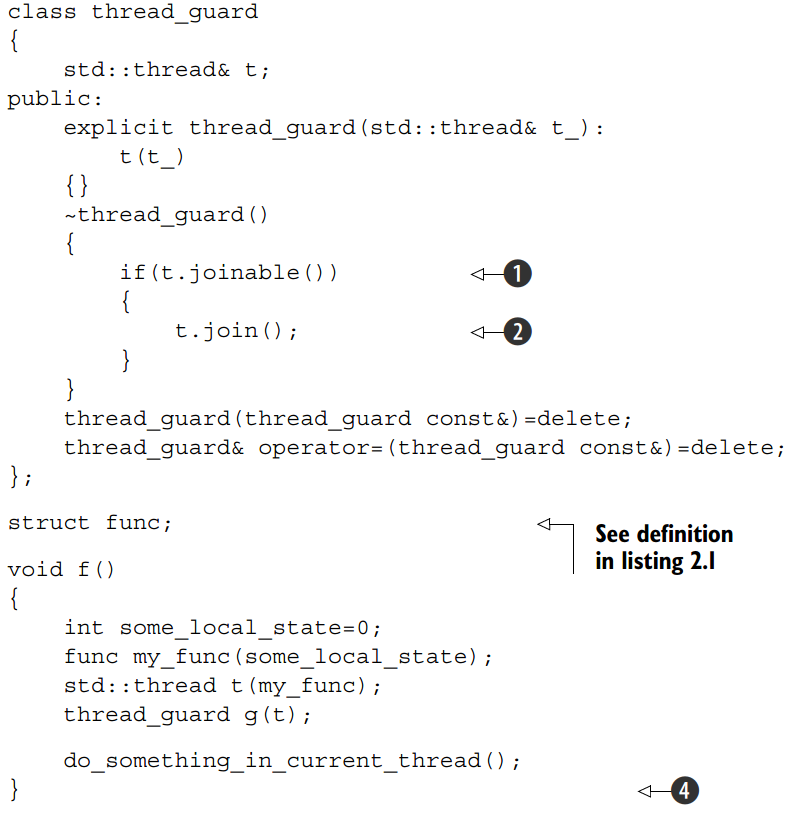 class thread_guard
{
    std::thread& t;
public:
    explicit thread_guard(std::thread& t_):
        t(t_)
    {}
    ~thread_guard()
    {
        if(t.joinable())                1
        {
            t.join();                   2
        }
    }
    thread_guard(thread_guard const&)=delete;
    thread_guard& operator=(thread_guard const&)=delete;
};
struct func;
See definition
in listing 2.1
void f()
{
    int some_local_state=0;
    func my_func(some_local_state);
    std::thread t(my_func);
    thread_guard g(t);
    do_something_in_current_thread();
}                                       4